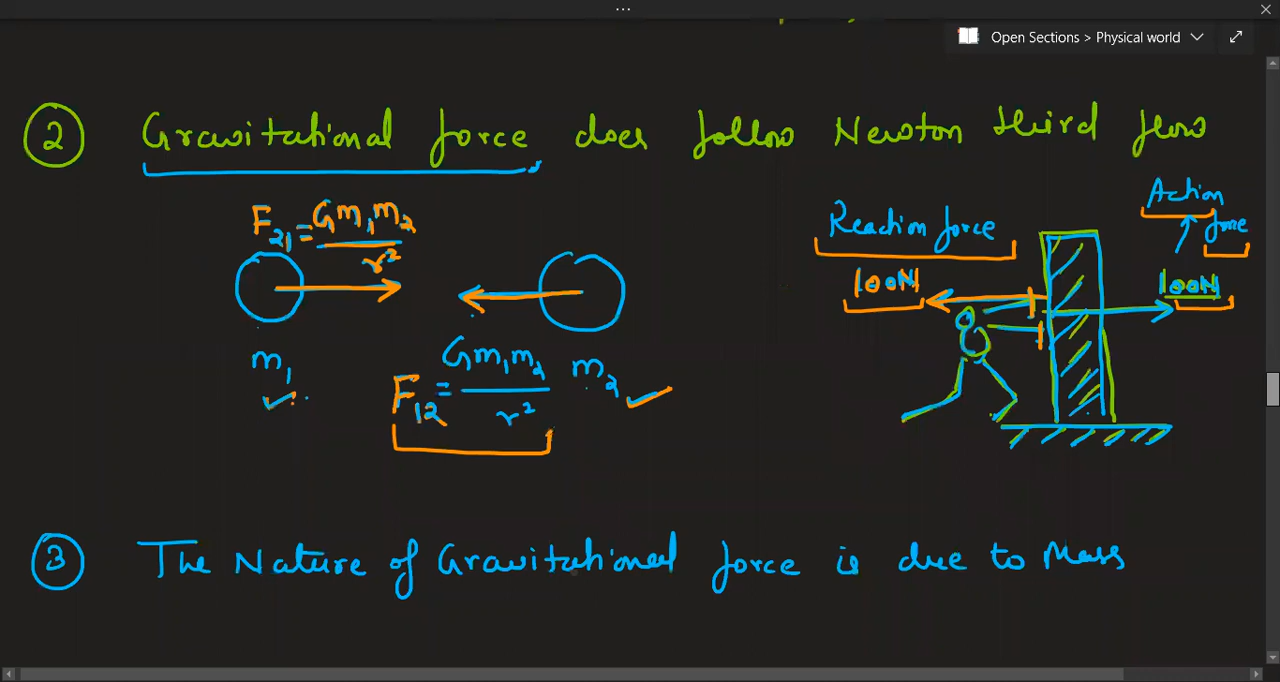 Open Sections > Physical world
2 Gravitational force does follow Newton third flow
F21 = Gm1m2 / r²
m1
F12 = Gm1m2 / r²
m2
Reaction force
100N
Action force
100N
3 The Nature of Gravitational force is due to Mass